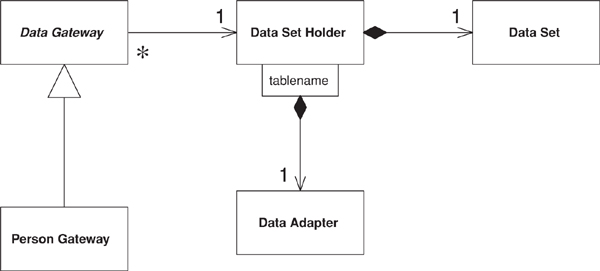 Data Gateway
*
1
Data Set Holder
1
Data Set
tablename
1
Data Adapter
Person Gateway